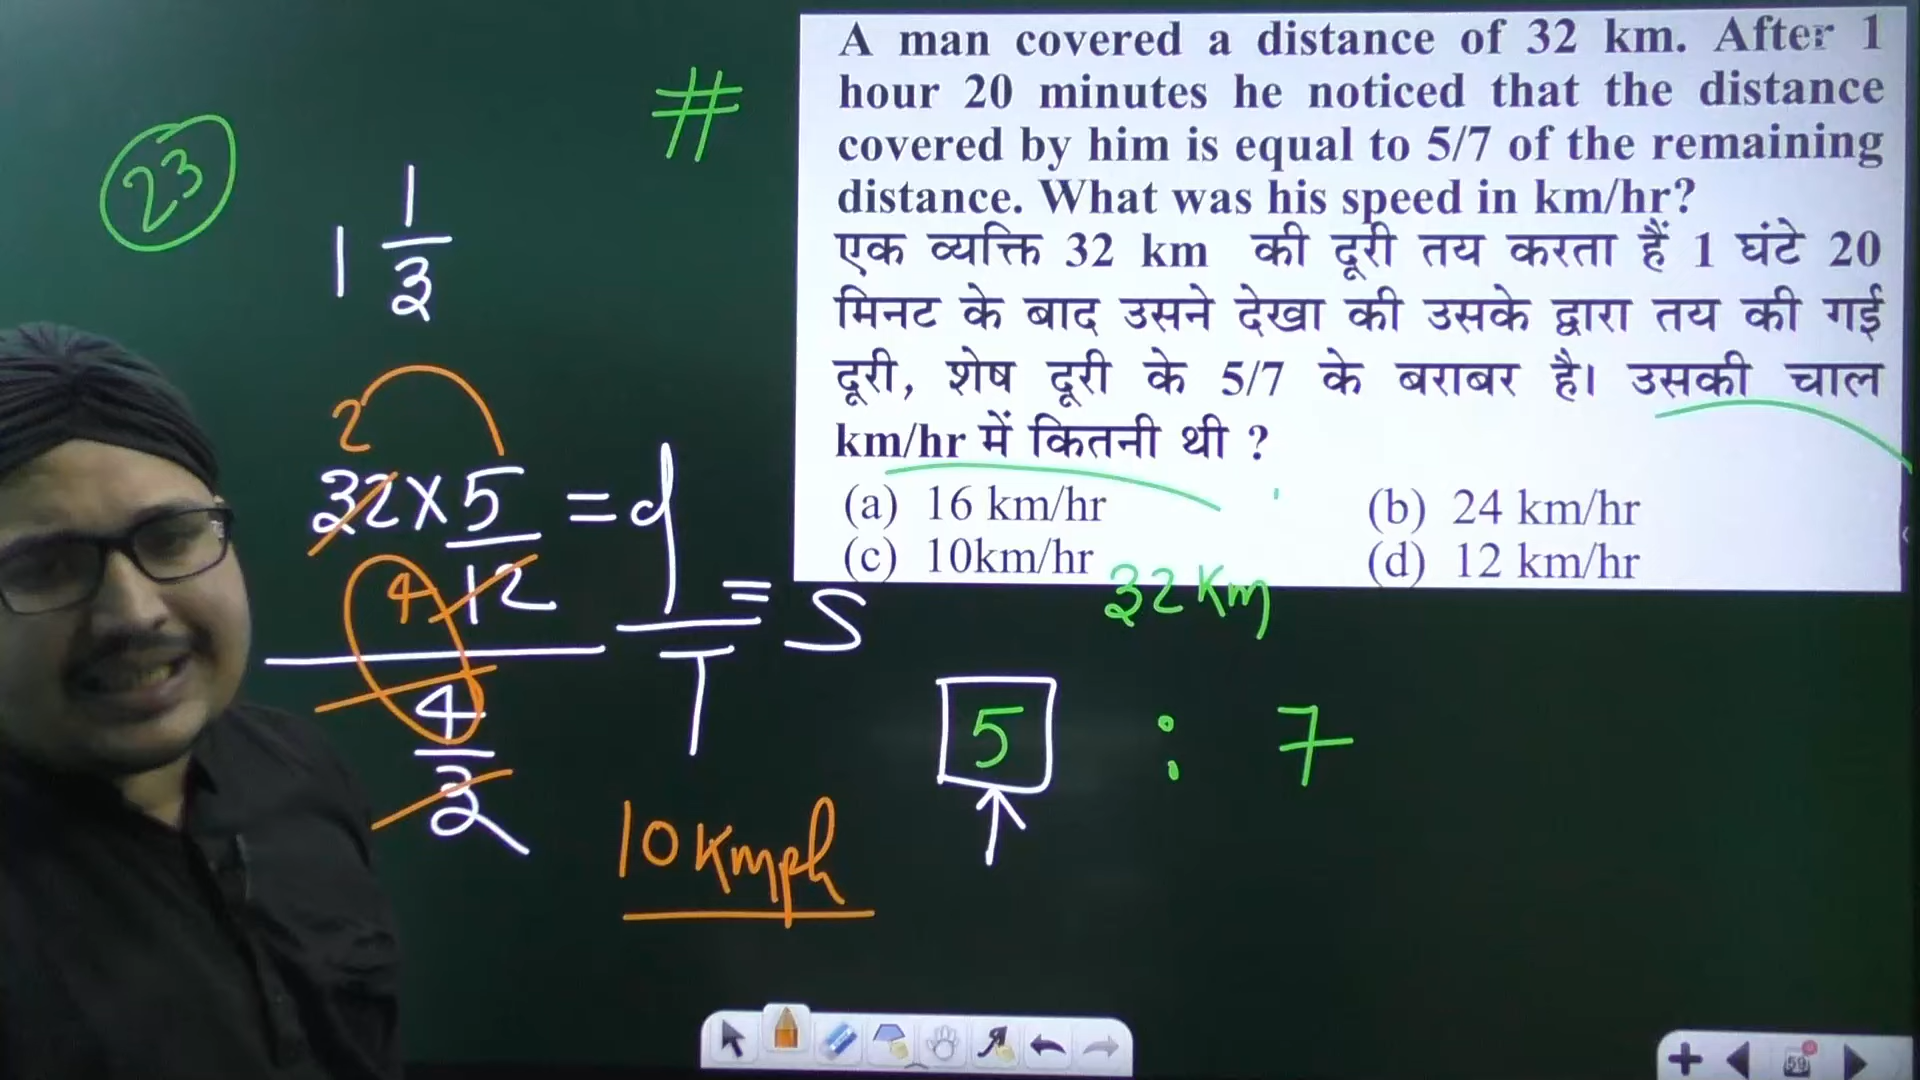 A man covered a distance of 32 km. After 1
hour 20 minutes he noticed that the distance
covered by him is equal to 5/7 of the remaining
distance. What was his speed in km/hr?
एक व्यक्ति 32 km की दूरी तय करता हैं 1 घंटे 20
मिनट के बाद उसने देखा की उसके द्वारा तय की गई
दूरी, शेष दूरी के 5/7 के बराबर है। उसकी चाल
km/hr में कितनी थी ?
(a) 16 km/hr (b) 24 km/hr
(c) 10km/hr (d) 12 km/hr
#
23
1 1/3
2
32 × 5 = d
4 12
= S
4 T
3
10 Kmph
32 Km
5 : 7
59